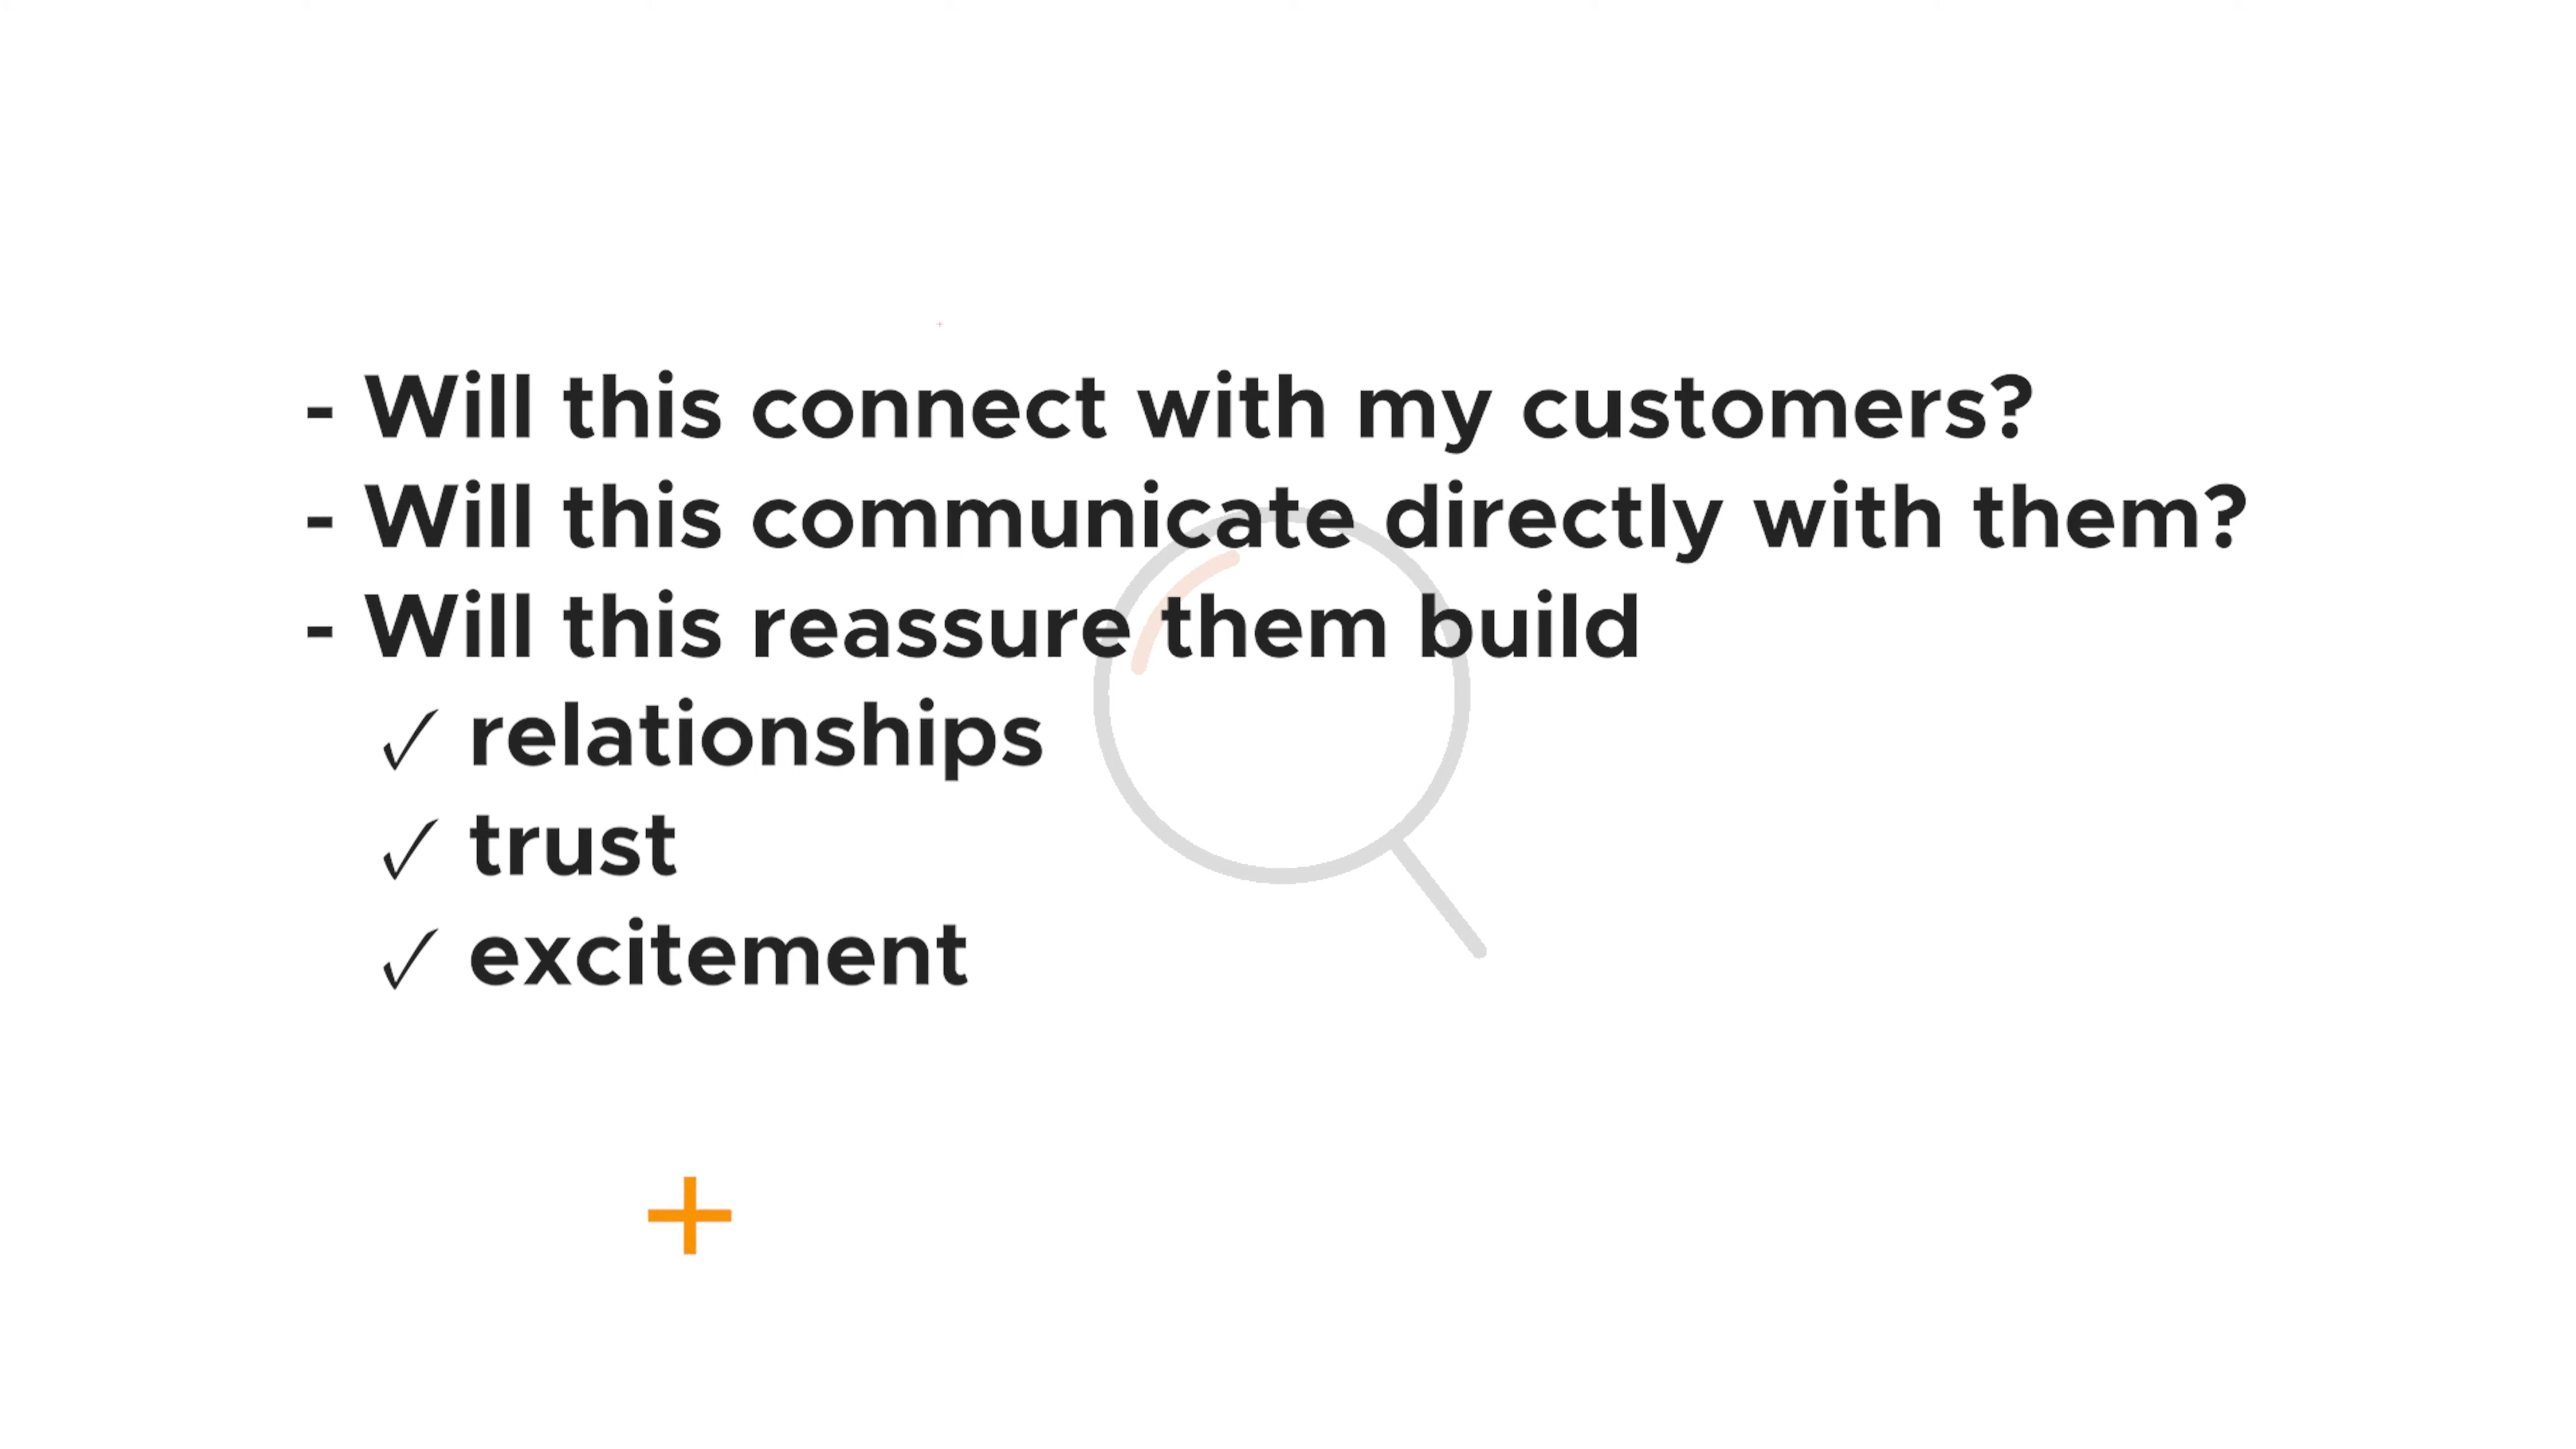 - Will this connect with my customers?
- Will this communicate directly with them?
- Will this reassure them build
✓ relationships
✓ trust
✓ excitement